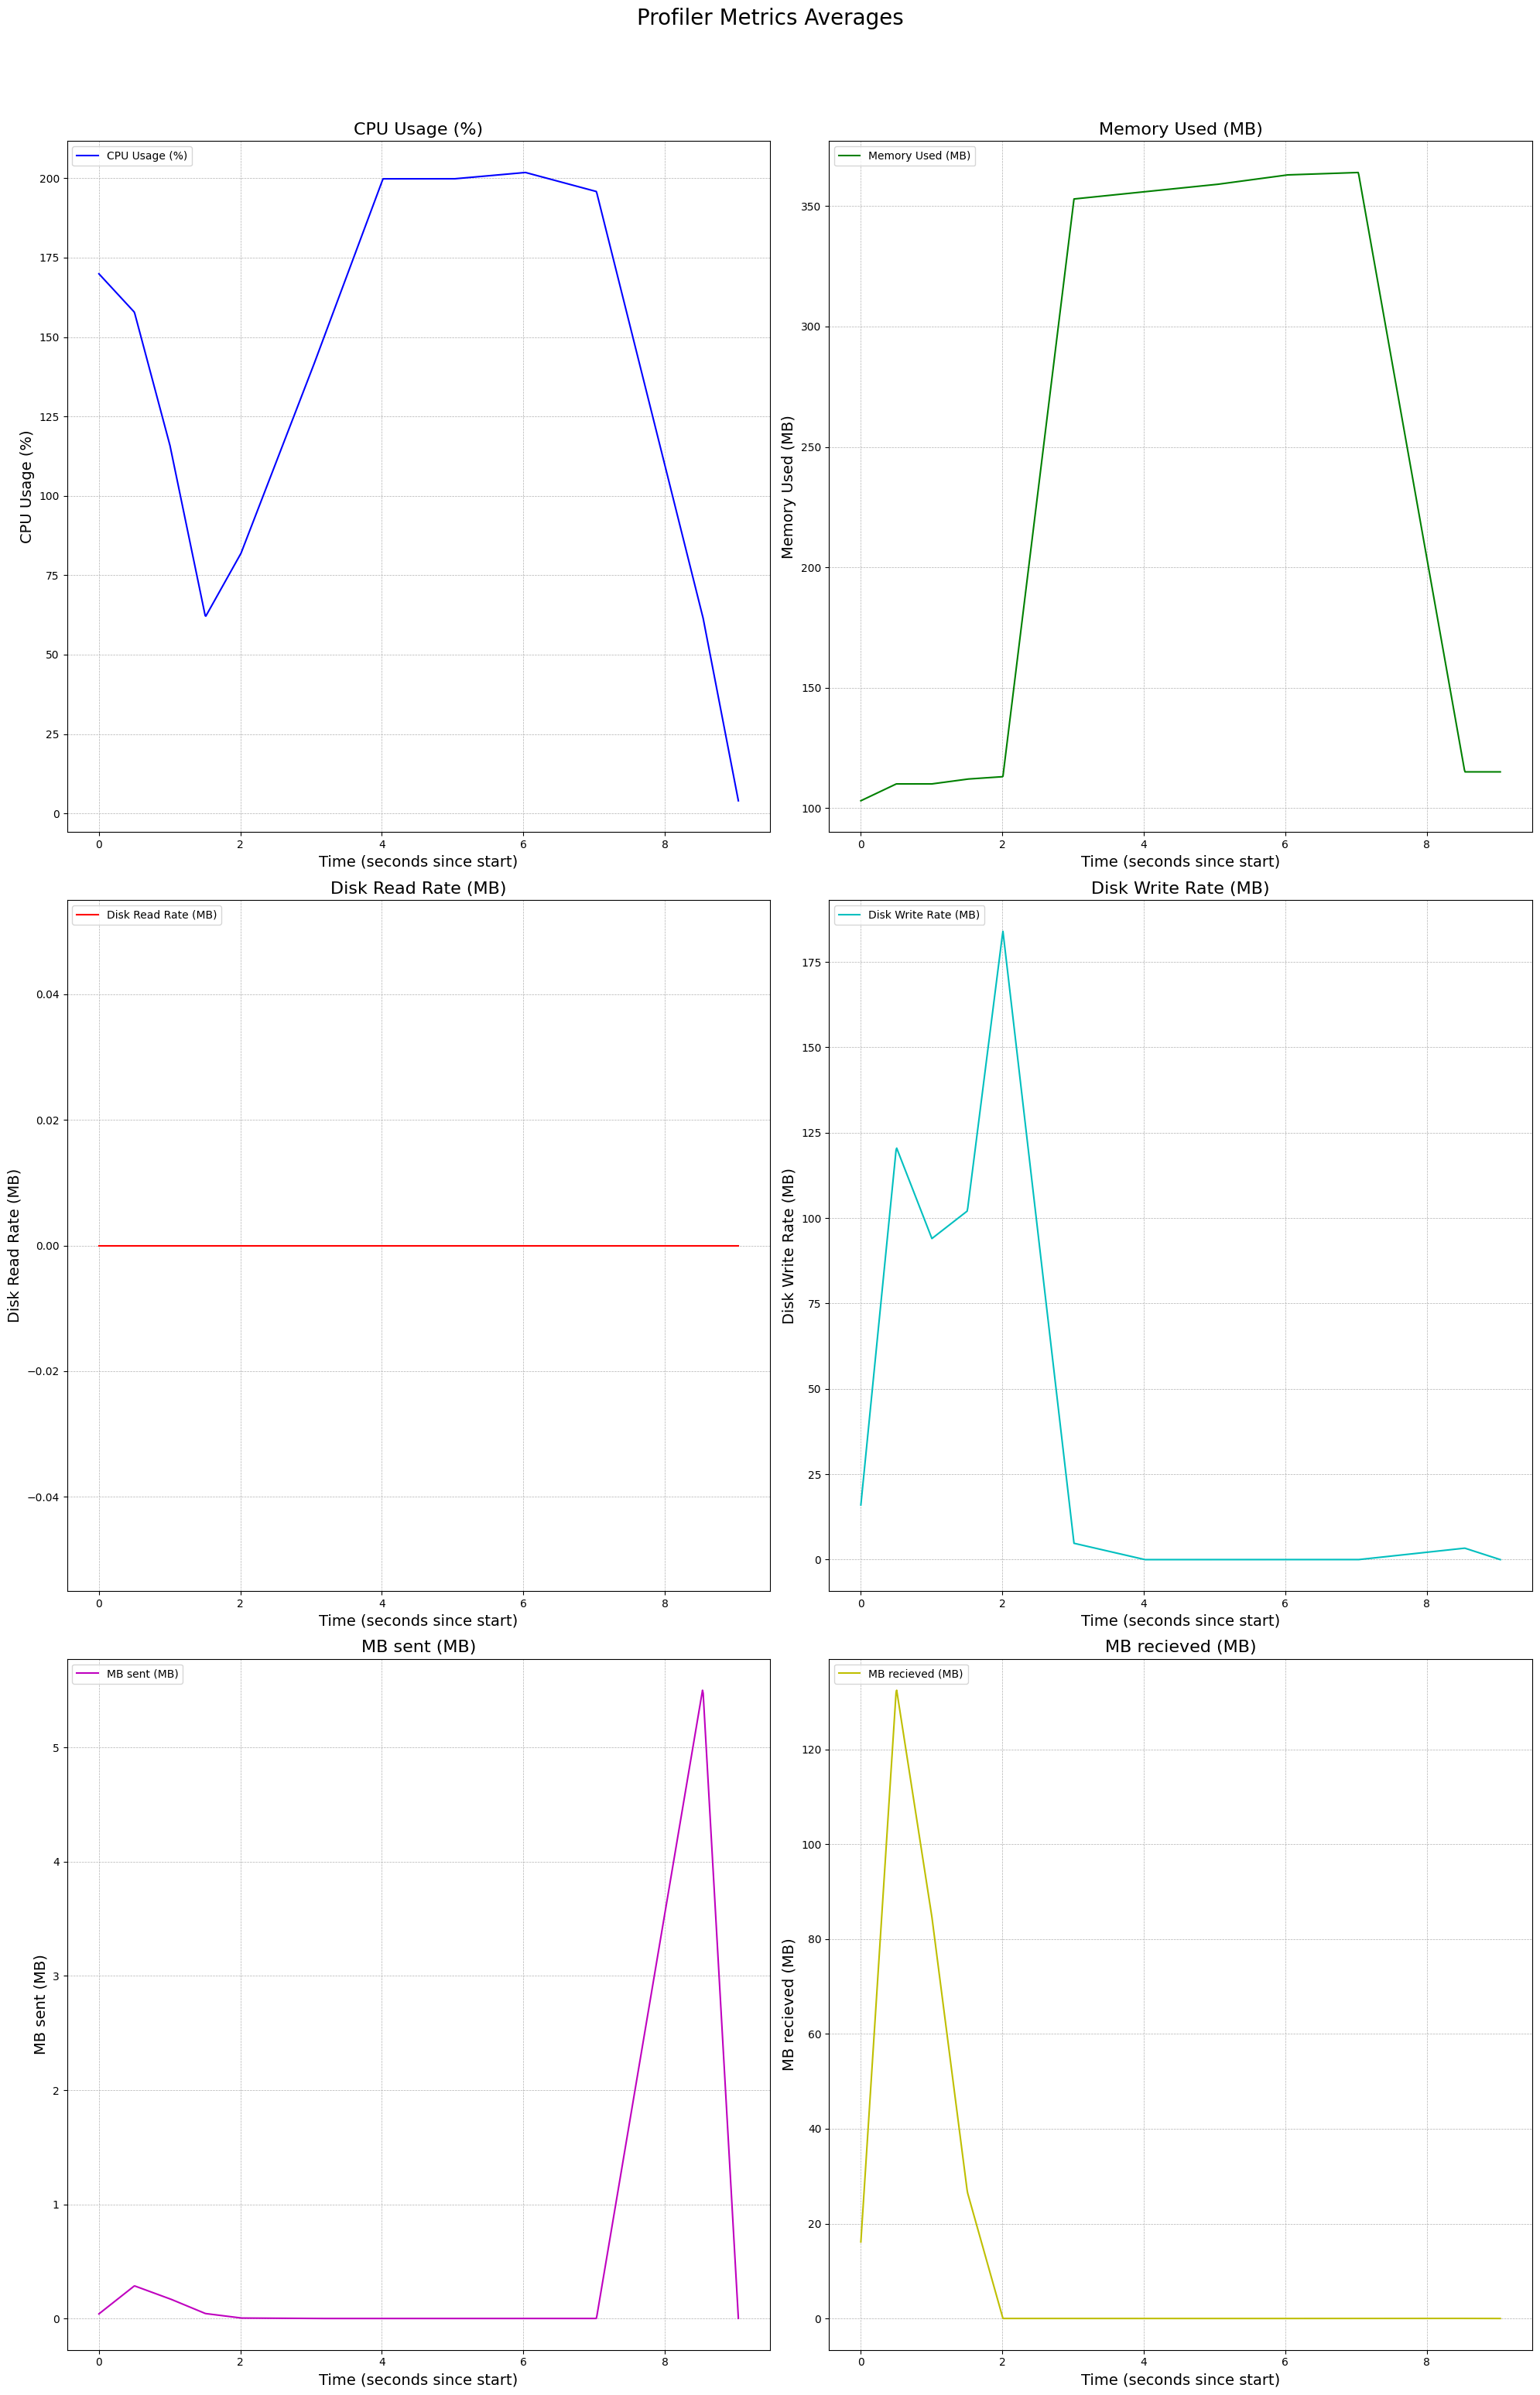 Profiler Metrics Averages
CPU Usage (%)
CPU Usage (%)
200
175
150
125
100
75
50
25
0
CPU Usage (%)
0 2 4 6 8
Time (seconds since start)
Memory Used (MB)
Memory Used (MB)
350
300
250
200
150
100
Memory Used (MB)
0 2 4 6 8
Time (seconds since start)
Disk Read Rate (MB)
Disk Read Rate (MB)
0.04
0.02
0.00
−0.02
−0.04
Disk Read Rate (MB)
0 2 4 6 8
Time (seconds since start)
Disk Write Rate (MB)
Disk Write Rate (MB)
175
150
125
100
75
50
25
0
Disk Write Rate (MB)
0 2 4 6 8
Time (seconds since start)
MB sent (MB)
MB sent (MB)
5
4
3
2
1
0
MB sent (MB)
0 2 4 6 8
Time (seconds since start)
MB recieved (MB)
MB recieved (MB)
120
100
80
60
40
20
0
MB recieved (MB)
0 2 4 6 8
Time (seconds since start)